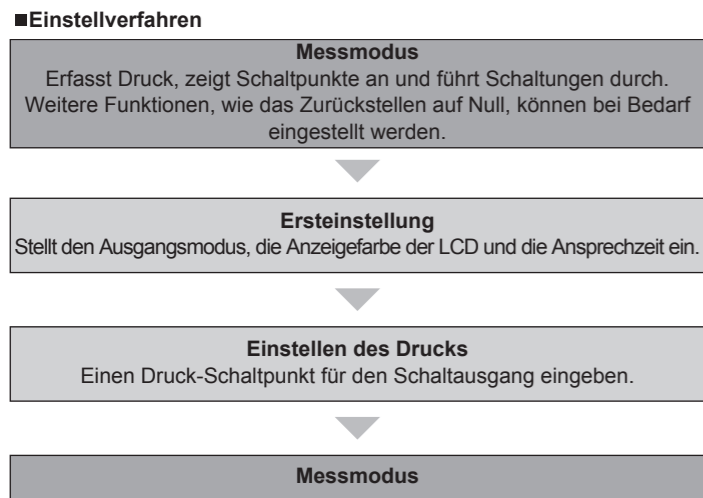 ■Einstellverfahren
Messmodus
Erfasst Druck, zeigt Schaltpunkte an und führt Schaltungen durch.
Weitere Funktionen, wie das Zurückstellen auf Null, können bei Bedarf
eingestellt werden.
Ersteinstellung
Stellt den Ausgangsmodus, die Anzeigefarbe der LCD und die Ansprechzeit ein.
Einstellen des Drucks
Einen Druck-Schaltpunkt für den Schaltausgang eingeben.
Messmodus